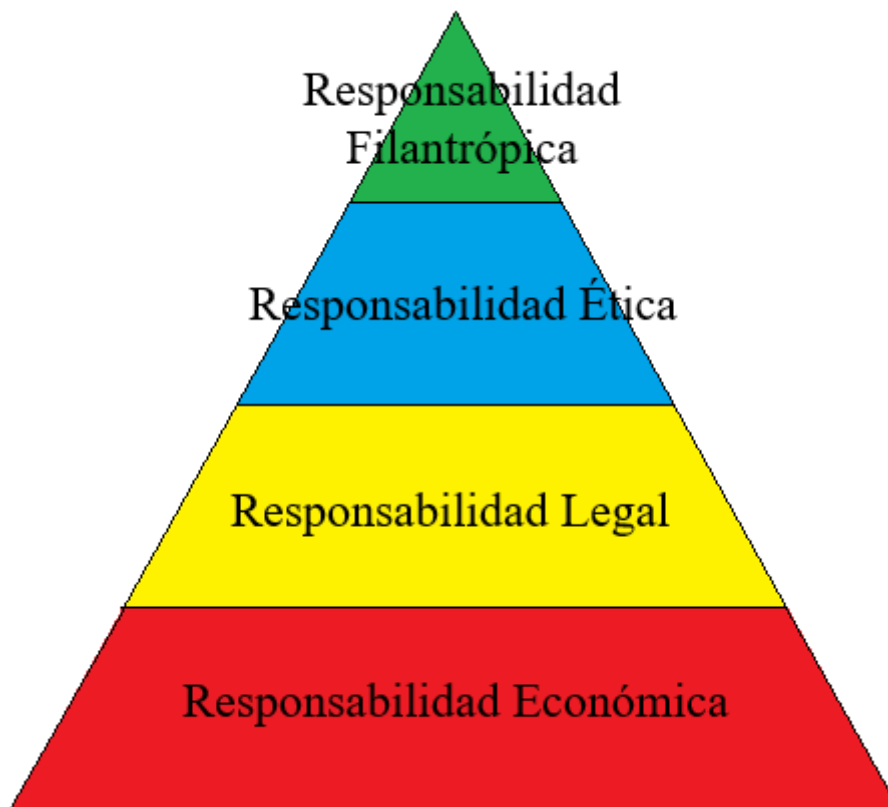 Responsabilidad
Filantrópica
Responsabilidad Ética
Responsabilidad Legal
Responsabilidad Económica